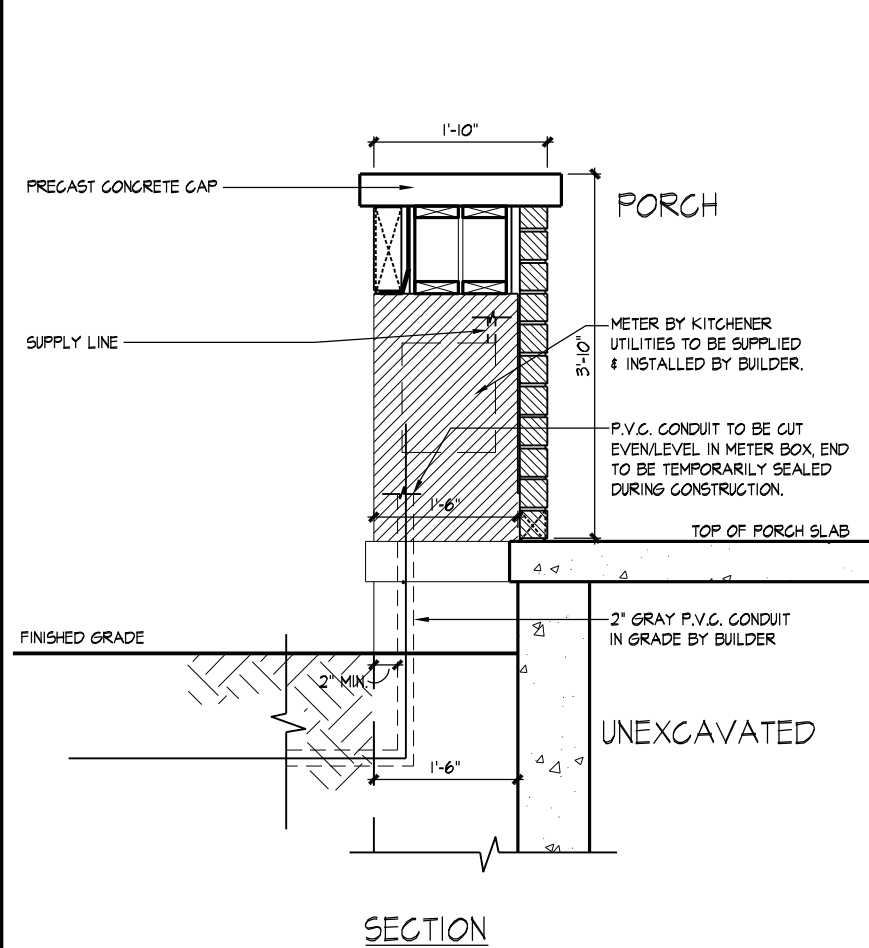 1'-10"
PRECAST CONCRETE CAP
PORCH
SUPPLY LINE
METER BY KITCHENER
UTILITIES TO BE SUPPLIED
& INSTALLED BY BUILDER.
3'-10"
P.V.C. CONDUIT TO BE CUT
EVEN/LEVEL IN METER BOX, END
TO BE TEMPORARILY SEALED
DURING CONSTRUCTION.
1'-6"
TOP OF PORCH SLAB
2" GRAY P.V.C. CONDUIT
IN GRADE BY BUILDER
FINISHED GRADE
2" MIN.
UNEXCAVATED
1'-6"
SECTION